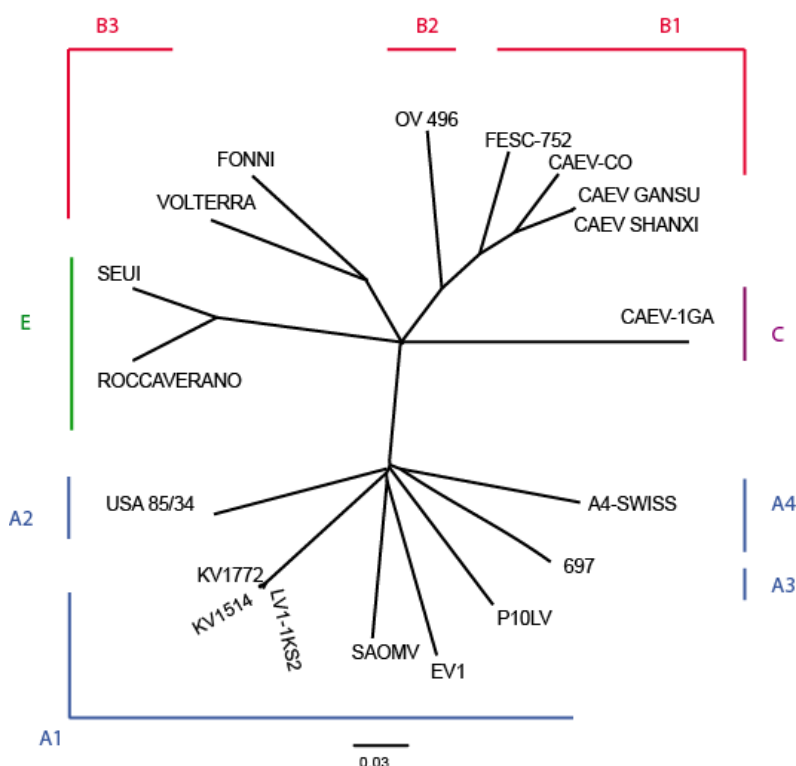 B3
B2
B1
OV 496
FESC-752
FONNI
CAEV-CO
VOLTERRA
CAEV GANSU
CAEV SHANXI
SEUI
E
CAEV-1GA
C
ROCCAVERANO
USA 85/34
A4-SWISS
A4
A2
697
A3
KV1772
KV1514
LV1-1KS2
P10LV
SAOMV
EV1
A1
0.03